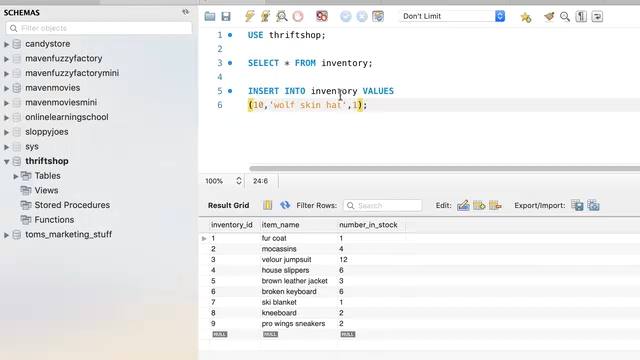 SCHEMAS
Filter objects
candystore
mavenfuzzyfactory
mavenfuzzyfactorymini
mavenmovies
mavenmoviesmini
onlinelearningschool
sloppyjoes
sys
thriftshop
Tables
Views
Stored Procedures
Functions
toms_marketing_stuff
Don't Limit
1 USE thriftshop;
2
3 SELECT * FROM inventory;
4
5 INSERT INTO inventory VALUES
6 (10,'wolf skin hat',1);
100% 24:6
Result Grid Filter Rows: Search Edit: Export/Import:
inventory_id item_name number_in_stock
1 fur coat 1
2 mocassins 4
3 velour jumpsuit 12
4 house slippers 6
5 brown leather jacket 3
6 broken keyboard 6
7 ski blanket 1
8 kneeboard 2
9 pro wings sneakers 2
NULL NULL NULL